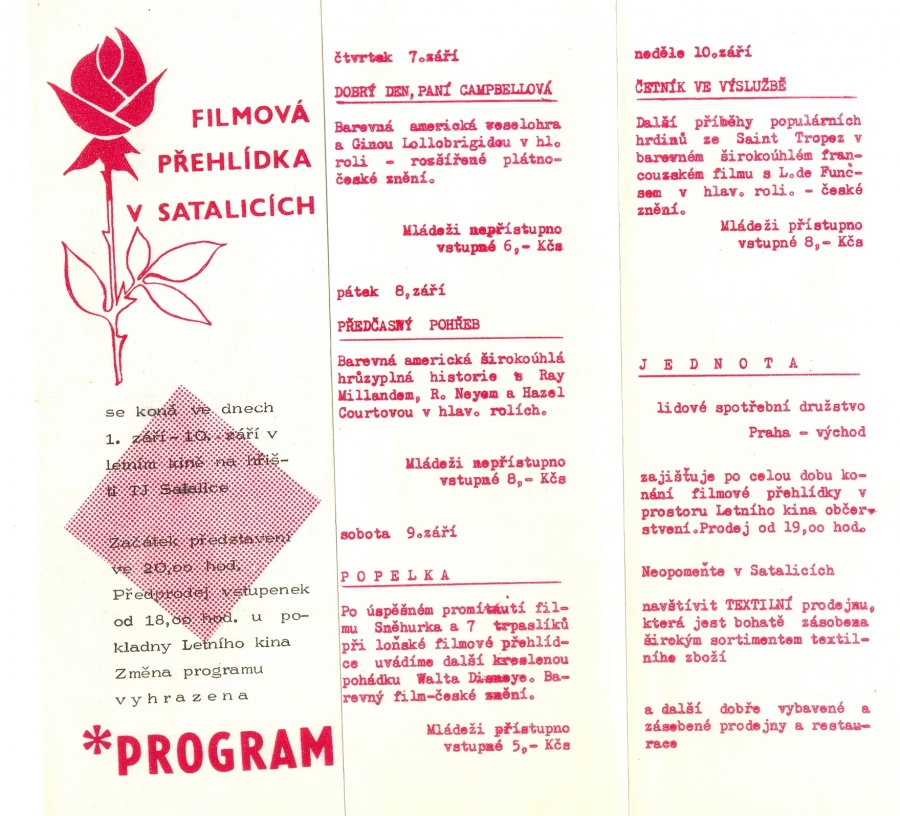 FILMOVÁ
PŘEHLÍDKA
V SATALICÍCH
se koná ve dnech
1. září-10. září v
letním kině na hřiš-
ti TJ Satalice
Začátek představení
ve 20,oo hod.
Předprodej vstupenek
od 18,oo hod. u po-
kladny Letního kina
Změna programu
vyhrazena
*PROGRAM
čtvrtek 7.září
DOBRÝ DEN, PANÍ CAMPBELLOVÁ
Barevná americká veselohra
a Ginou Lollobrigidou v hl.
roli - rozšířené plátno-
české znění.
Mládeži nepřístupno
vstupné 6,- Kčs
pátek 8,září
PŘEDČASNÝ POHŘEB
Barevná americká širokoúhlá
hrůzyplná historie s Ray
Millandem, R. Neyem a Hazel
Courtovou v hlav. rolích.
Mládeži nepřístupno
vstupné 8,- Kčs
sobota 9.září
POPELKA
Po úspěšném promítnutí fil-
mu Sněhurka a 7 trpaslíků
při loňské filmové přehlíd-
ce uvádíme další kreslenou
pohádku Walta Disneye. Ba-
revný film-české znění.
Mládeži přístupno
vstupné 5,- Kčs
neděle 10.září
ČETNÍK VE VÝSLUŽBĚ
Další příběhy populárních
hrdinů ze Saint Tropez v
barevném širokoúhlém fran-
couzském filmu s L.de Funé-
sem v hlav. roli. - české
znění.
Mládeži přístupno
vstupné 8,- Kčs
JEDNOTA
lidové spotřební družstvo
Praha - východ
zajišťuje po celou dobu ko-
nání filmové přehlídky v
prostoru Letního kina občer-
stvení.Prodej od 19,oo hod.
Neopomeňte v Satalicích
navštívit TEXTILNÍ prodejnu,
která jest bohatě zásobena
širokým sortimentem textil-
ního zboží
a další dobře vybavené a
zásobené prodejny a restau-
race